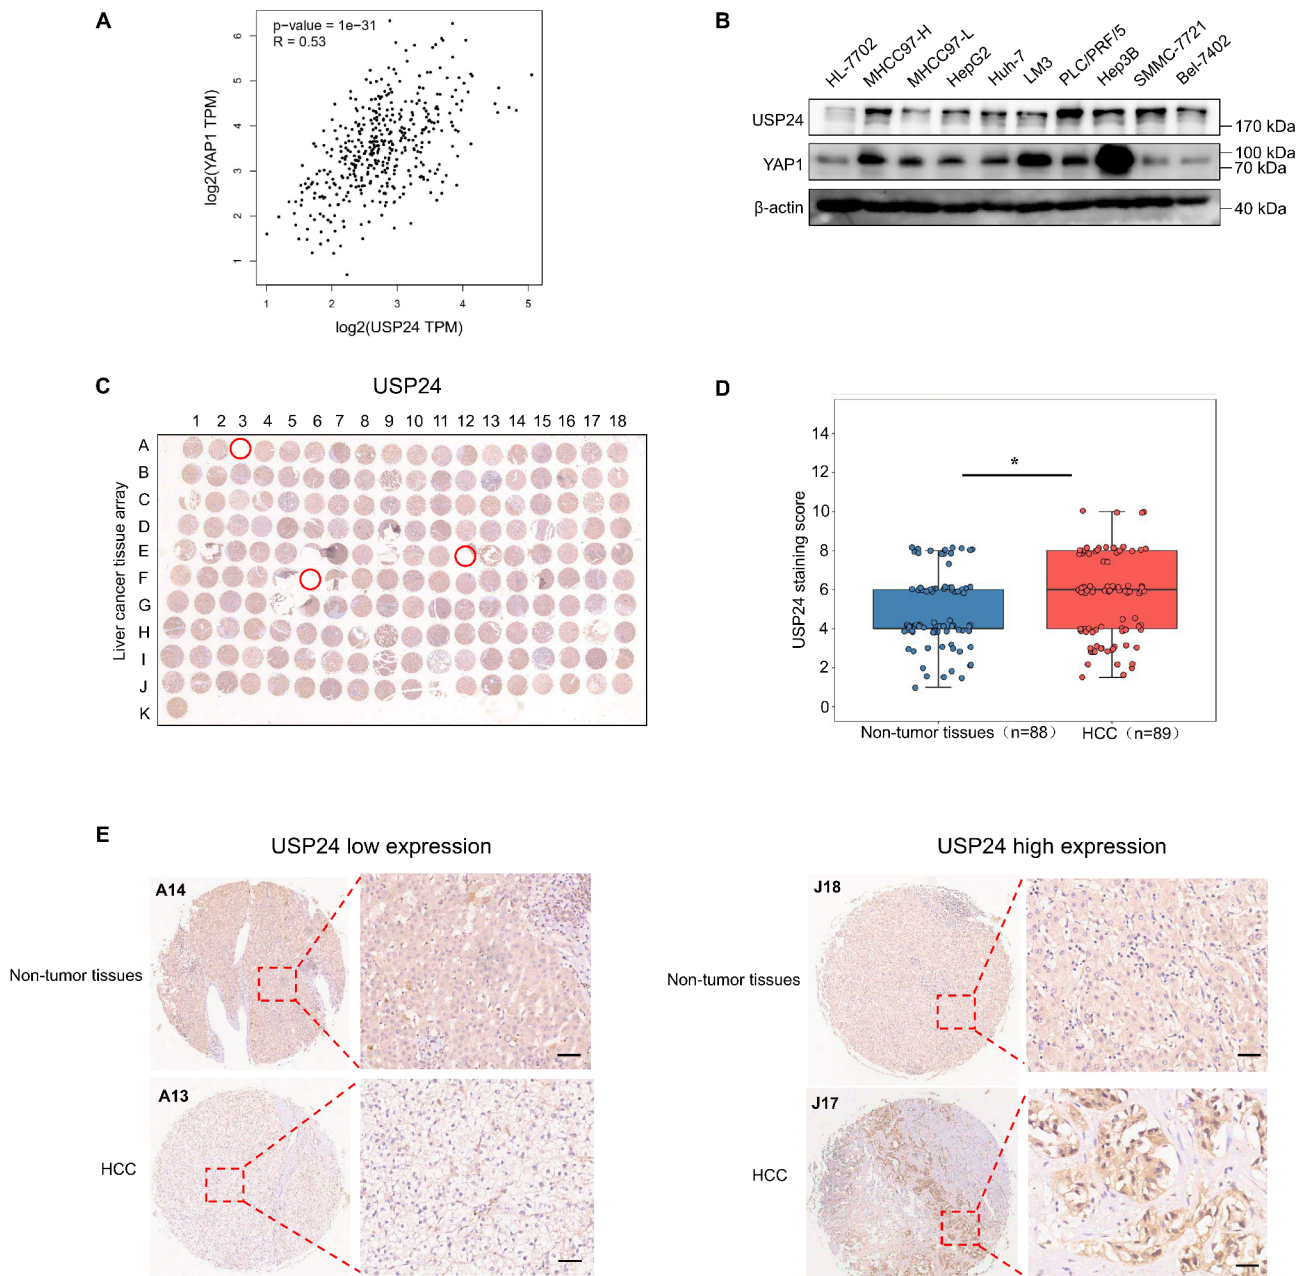 A
p-value = 1e-31
R = 0.53
log2(YAP1 TPM)
6
5
4
3
2
1
1 2 3 4 5
log2(USP24 TPM)
B
HL-7702 MHCC97-H MHCC97-L HepG2 Huh-7 LM3 PLC/PRF/5 Hep3B SMMC-7721 Bel-7402
USP24
170 kDa
YAP1
100 kDa
70 kDa
β-actin
40 kDa
C
USP24
1 2 3 4 5 6 7 8 9 10 11 12 13 14 15 16 17 18
Liver cancer tissue array
A
B
C
D
E
F
G
H
I
J
K
D
USP24 staining score
14
12
10
8
6
4
2
0
*
Non-tumor tissues（n=88） HCC（n=89）
E
USP24 low expression
A14
Non-tumor tissues
A13
HCC
USP24 high expression
J18
Non-tumor tissues
J17
HCC